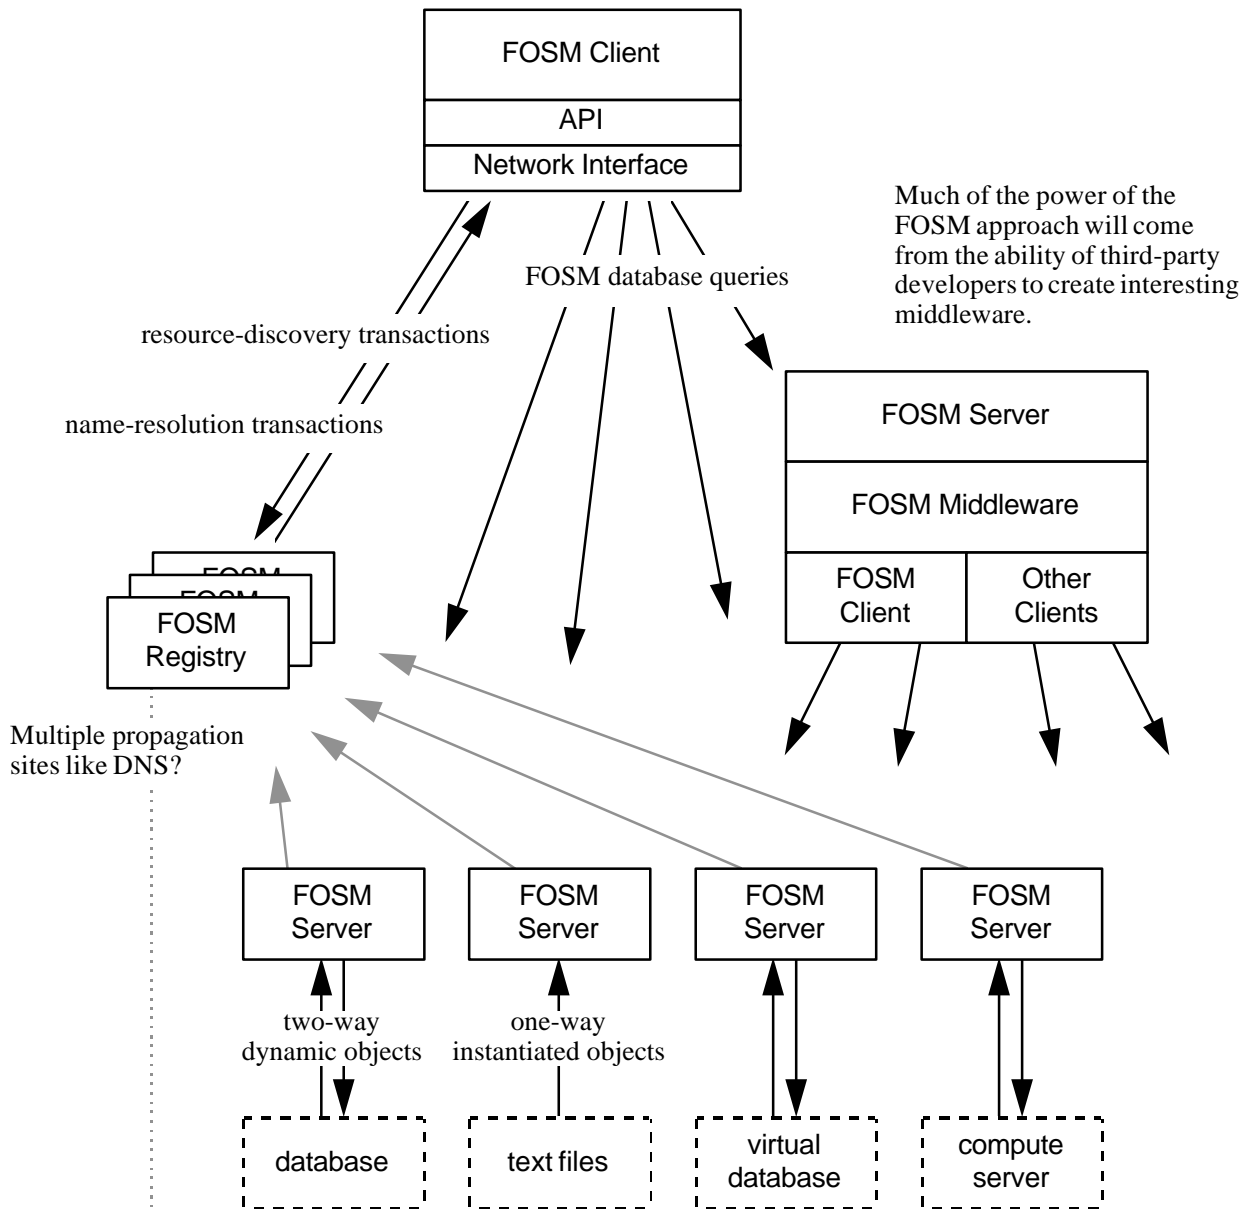 FOSM Client
API
Network Interface
Much of the power of the
FOSM approach will come
from the ability of third-party
developers to create interesting
middleware.
FOSM database queries
resource-discovery transactions
name-resolution transactions
FOSM Server
FOSM Middleware
FOSM
Client
Other
Clients
FOSM
FOSM
FOSM
Registry
Multiple propagation
sites like DNS?
FOSM
Server
FOSM
Server
FOSM
Server
FOSM
Server
two-way
dynamic objects
one-way
instantiated objects
database
text files
virtual
database
compute
server